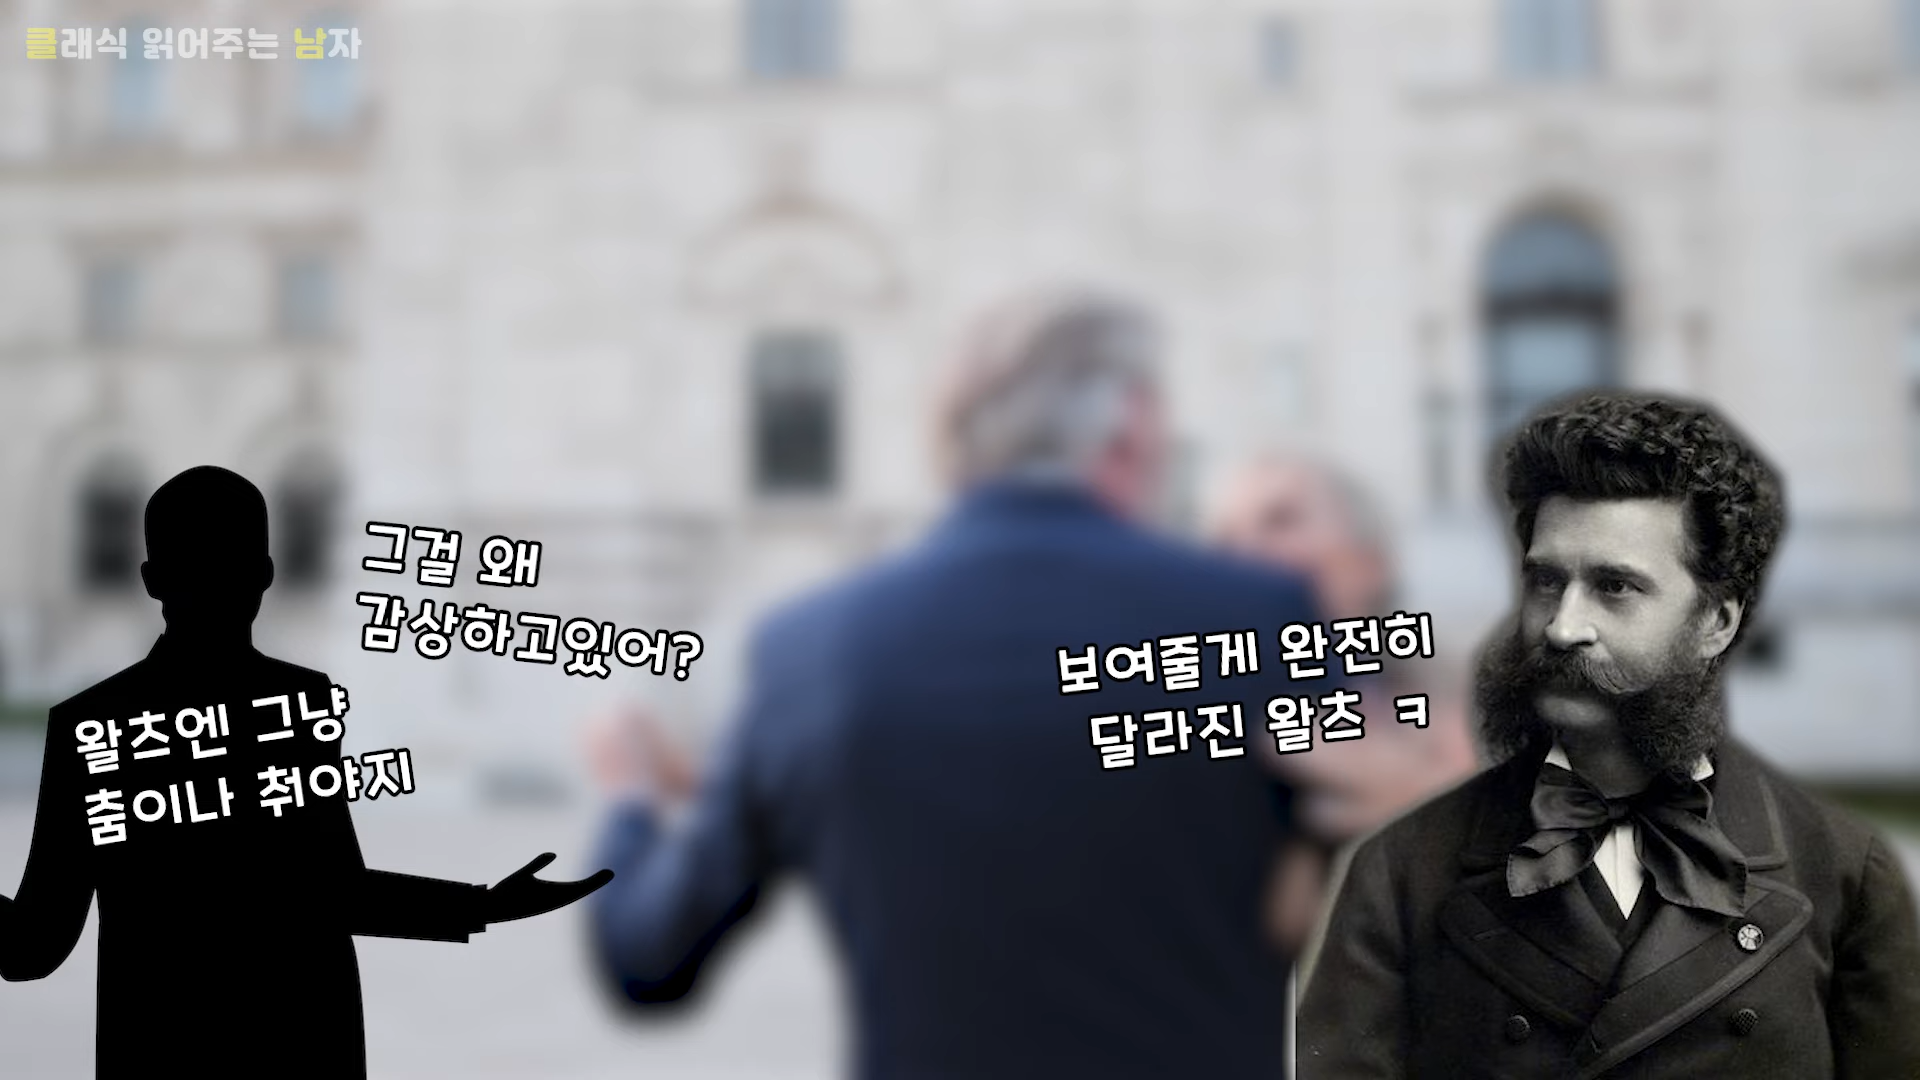 클래식 읽어주는 남자
그걸 왜
감상하고있어?
왈츠엔 그냥
춤이나 춰야지
보여줄게 완전히
달라진 왈츠 ㅋ